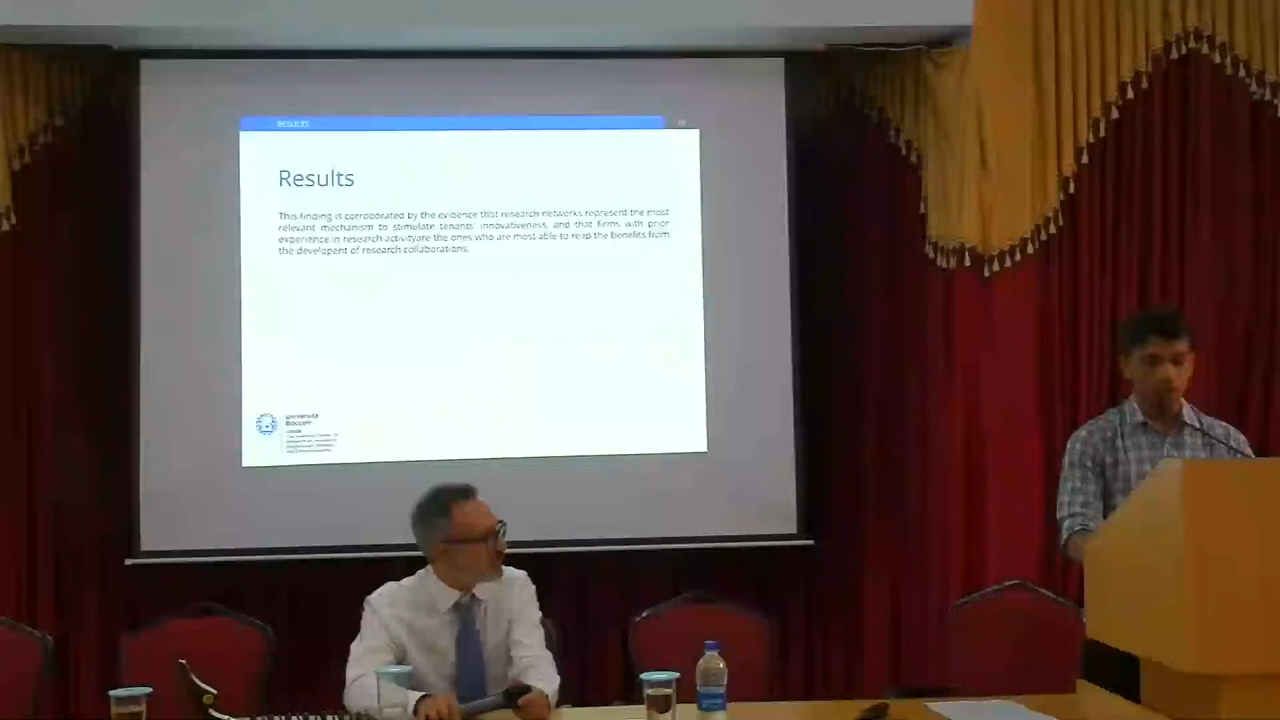 RESULTS
Results
This finding is corroborated by the evidence that research networks represent the most
relevant mechanism to stimulate tenants' innovativeness, and that firms with prior
experience in research activityare the ones who are most able to reap the benefits from
the developent of research collaborations.
Università
Bocconi